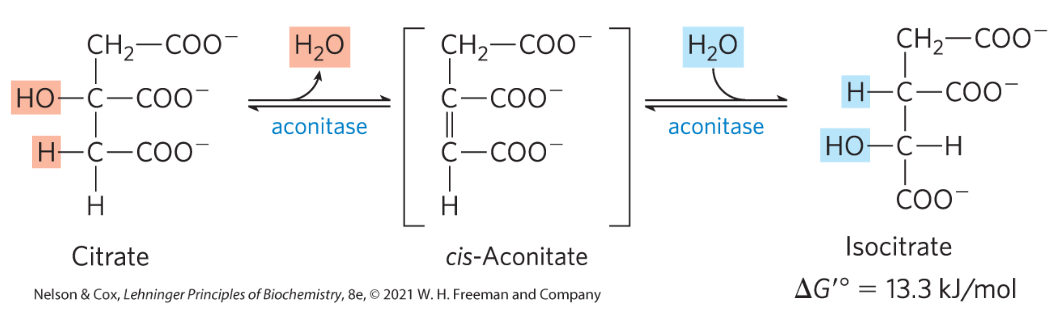 CH₂—COO⁻
HO—C—COO⁻
H—C—COO⁻
H
Citrate
H₂O
aconitase
CH₂—COO⁻
C—COO⁻
C—COO⁻
H
cis-Aconitate
H₂O
aconitase
CH₂—COO⁻
H—C—COO⁻
HO—C—H
COO⁻
Isocitrate
ΔG′° = 13.3 kJ/mol
Nelson & Cox, Lehninger Principles of Biochemistry, 8e, © 2021 W. H. Freeman and Company